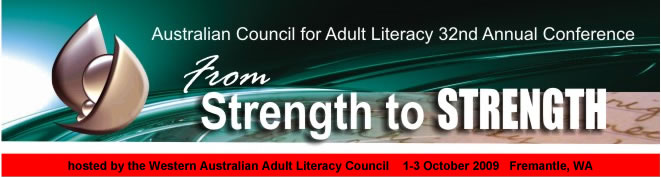 Australian Council for Adult Literacy 32nd Annual Conference
From
Strength to STRENGTH
hosted by the Western Australian Adult Literacy Council 1-3 October 2009 Fremantle, WA